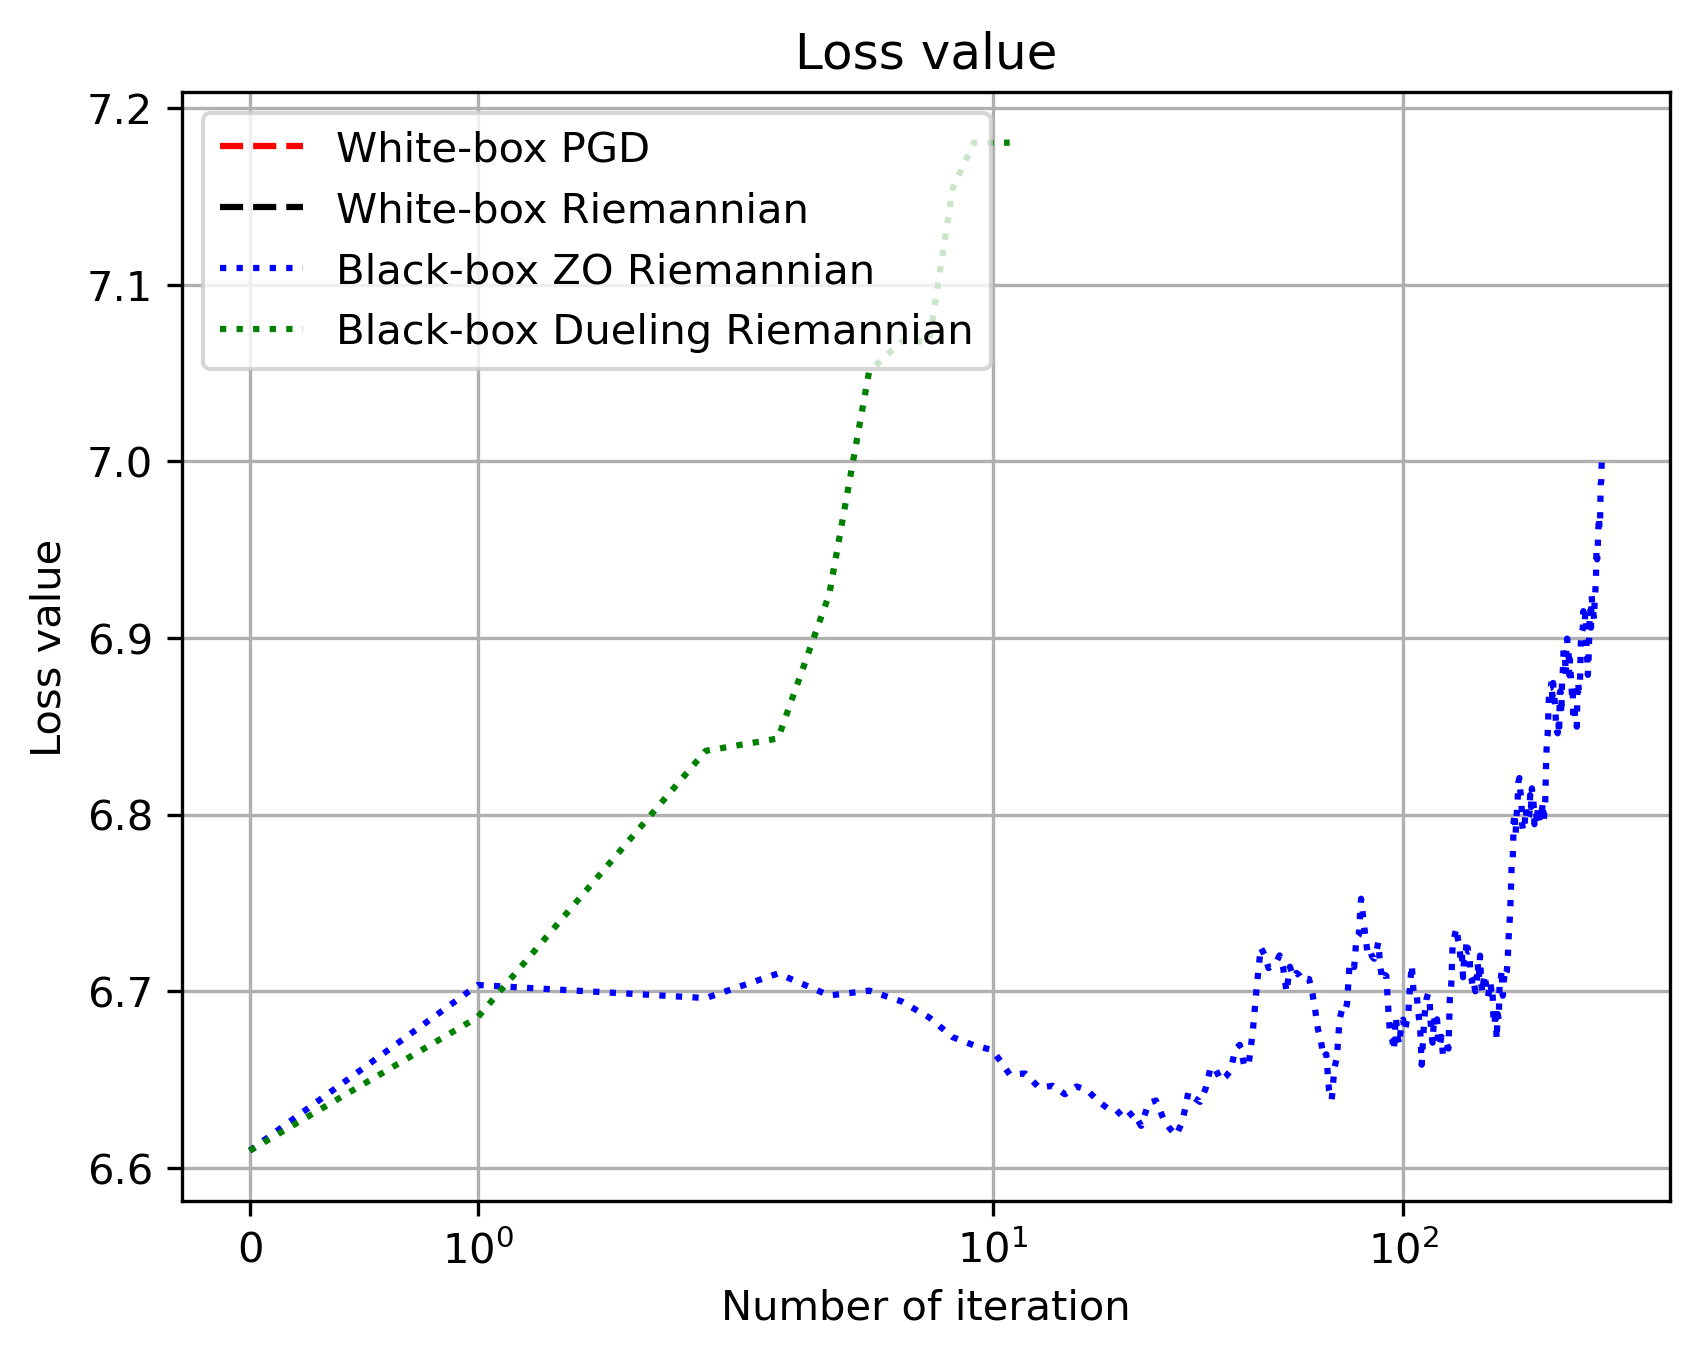 Loss value
7.2
7.1
7.0
6.9
6.8
6.7
6.6
Loss value
White-box PGD
White-box Riemannian
Black-box ZO Riemannian
Black-box Dueling Riemannian
0 10⁰ 10¹ 10²
Number of iteration